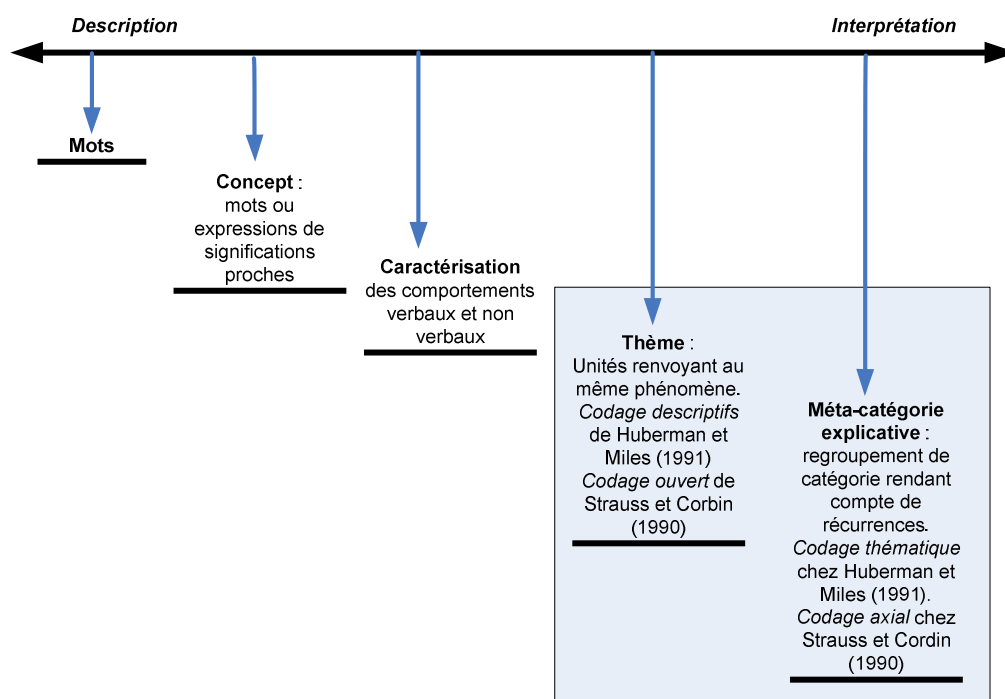 Description
Interprétation
Mots
Concept :
mots ou
expressions de
significations
proches
Caractérisation
des comportements
verbaux et non
verbaux
Thème :
Unités renvoyant au
même phénomène.
Codage descriptifs
de Huberman et
Miles (1991)
Codage ouvert de
Strauss et Corbin
(1990)
Méta-catégorie
explicative :
regroupement de
catégorie rendant
compte de
récurrences.
Codage thématique
chez Huberman et
Miles (1991).
Codage axial chez
Strauss et Cordin
(1990)